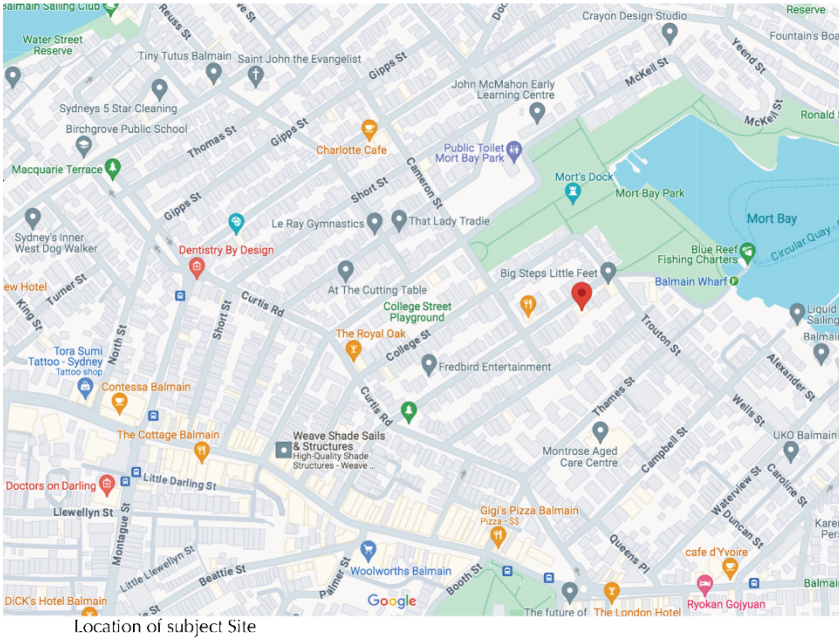 Balmain Sailing Club
Reuss St
Doc
Crayon Design Studio
Reserve
Water Street
Reserve
Fountain's Boa
Tiny Tutus Balmain
Saint John the Evangelist
Gipps St
Yeend St
McKell St
John McMahon Early
Learning Centre
Sydneys 5 Star Cleaning
McKell St
Ronald S
Birchgrove Public School
Thomas St
Gipps St
Charlotte Cafe
Public Toilet
Mort Bay Park
Macquarie Terrace
Short St
Cameron St
Mort's Dock
Mort Bay Park
Gipps St
Mort Bay
Le Ray Gymnastics
That Lady Tradie
Sydney's Inner
West Dog Walker
Dentistry By Design
Circular Quay
Blue Reef
Fishing Charters
Big Steps Little Feet
Balmain Wharf
ew Hotel
Turner St
At The Cutting Table
King St
Short St
Curtis Rd
College Street
Playground
Liquid
Sailing
North St
The Royal Oak
College St
Trouton St
Balmai
Tora Sumi
Tattoo - Sydney
Tattoo shop
Fredbird Entertainment
Alexander St
Contessa Balmain
Curtis Rd
Thames St
Wells St
The Cottage Balmain
Weave Shade Sails
& Structures
High-Quality Shade
Structures - Weave ...
Montrose Aged
Care Centre
Campbell St
UKO Balmain
Doctors on Darling
Little Darling St
Caroline St
Llewellyn St
Montague St
Gigi's Pizza Balmain
Pizza · $$
Waterview St
Duncan St
Kare
Pers
Queens Pl
cafe d'Yvoire
Little Llewellyn St
Beattie St
Palmer St
Woolworths Balmain
Booth St
Balmai
DiCK's Hotel Balmain
ie St
Google
The future of
The London Hotel
Ryokan Gojyuan
Location of subject Site